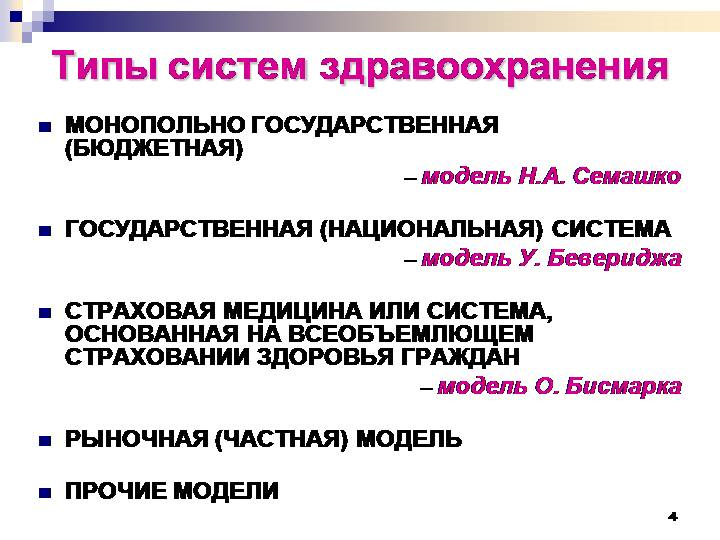 Типы систем здравоохранения
МОНОПОЛЬНО ГОСУДАРСТВЕННАЯ
(БЮДЖЕТНАЯ)
– модель Н.А. Семашко
ГОСУДАРСТВЕННАЯ (НАЦИОНАЛЬНАЯ) СИСТЕМА
– модель У. Бевериджа
СТРАХОВАЯ МЕДИЦИНА ИЛИ СИСТЕМА,
ОСНОВАННАЯ НА ВСЕОБЪЕМЛЮЩЕМ
СТРАХОВАНИИ ЗДОРОВЬЯ ГРАЖДАН
– модель О. Бисмарка
РЫНОЧНАЯ (ЧАСТНАЯ) МОДЕЛЬ
ПРОЧИЕ МОДЕЛИ
4